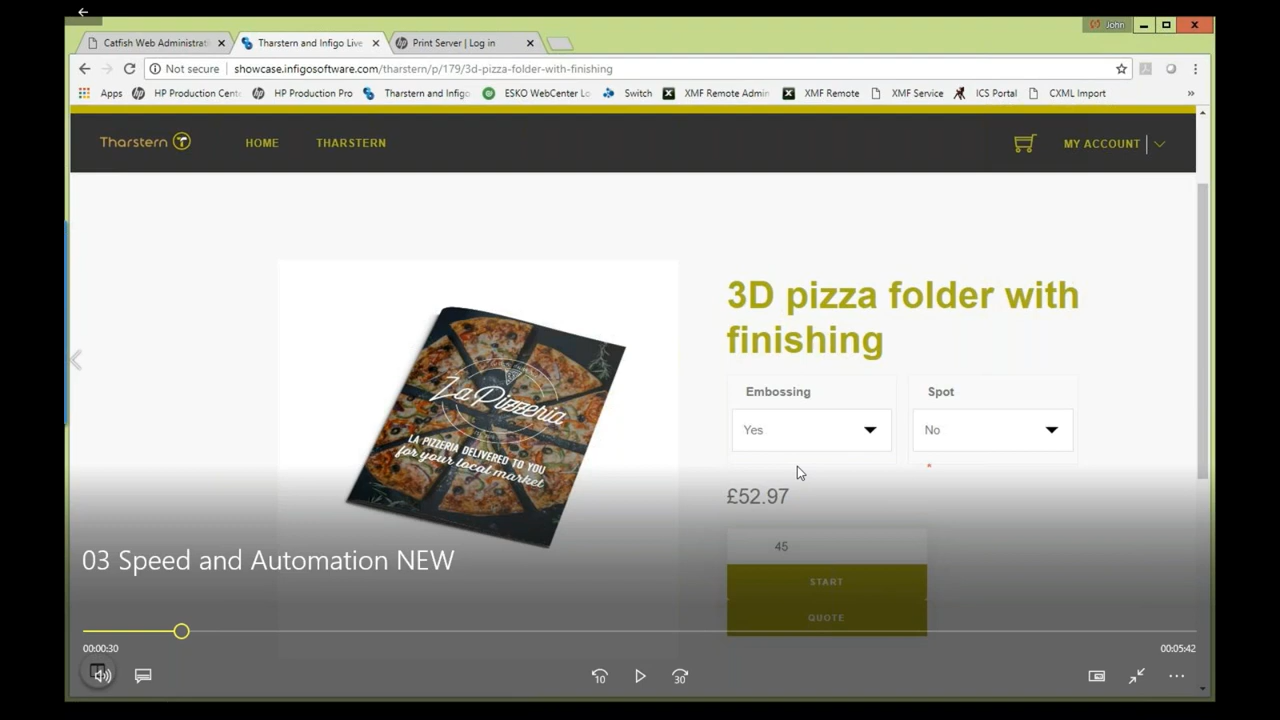 John
Catfish Web Administrati
Tharstern and Infigo Live
Print Server | Log in
Not secure
showcase.infigosoftware.com/tharstern/p/179/3d-pizza-folder-with-finishing
Apps
HP Production Cente
HP Production Pro
Tharstern and Infigo
ESKO WebCenter Lo
Switch
XMF Remote Admin
XMF Remote
XMF Service
ICS Portal
CXML Import
»
Tharstern
HOME
THARSTERN
MY ACCOUNT
3D pizza folder with
finishing
Embossing
Spot
Yes
No
*
La Pizzeria
LA PIZZERIA DELIVERED TO YOU
for your local market
£52.97
45
START
QUOTE
03 Speed and Automation NEW
00:00:30
00:05:42
10
30